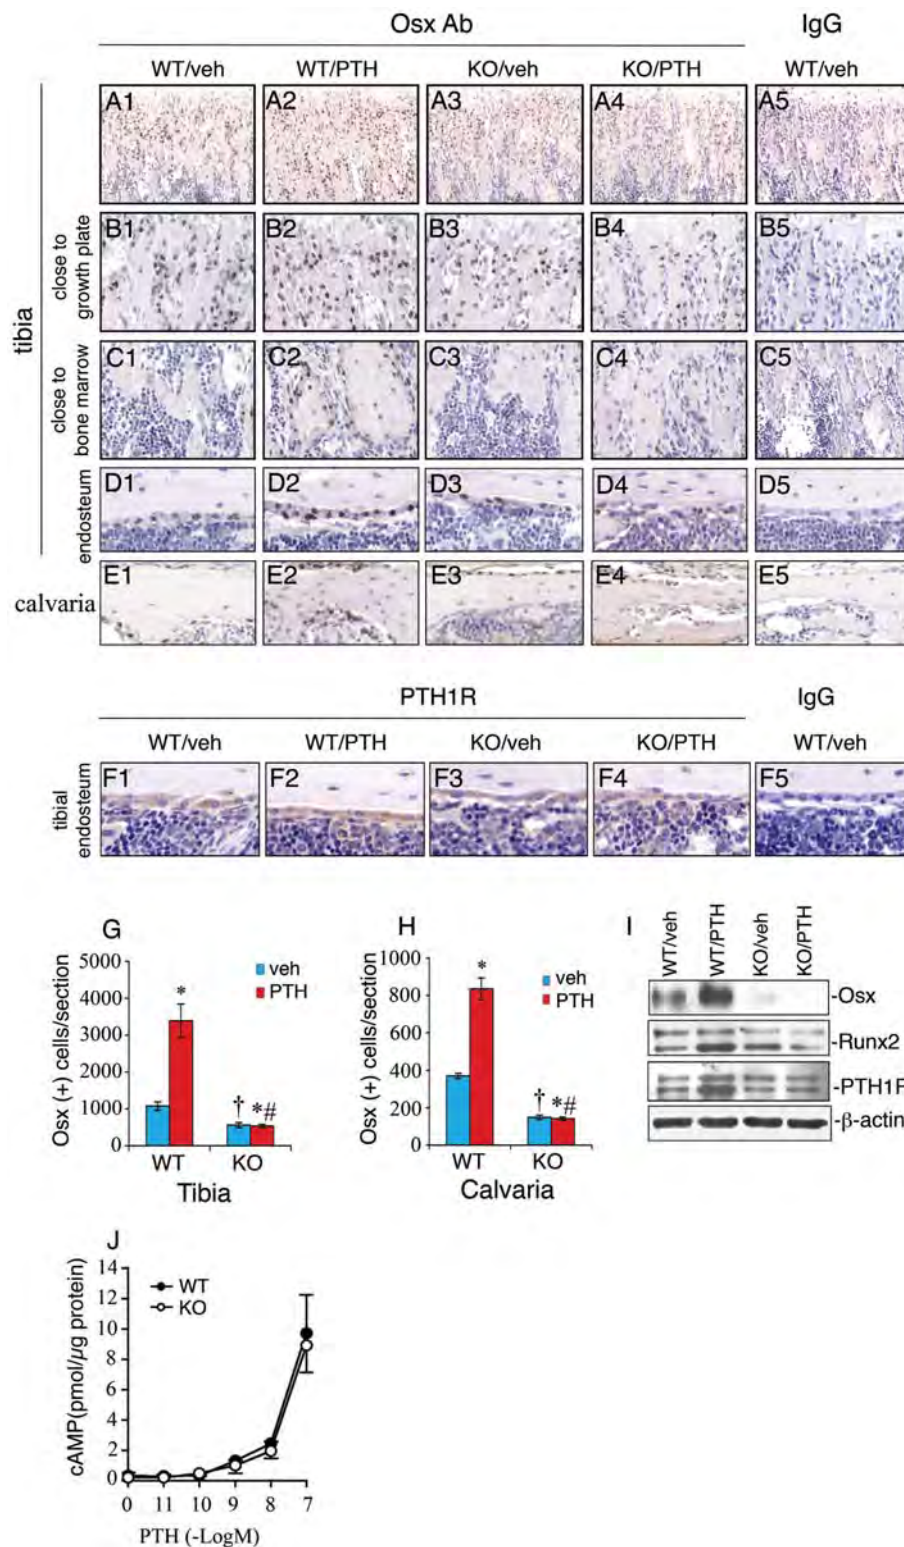 Osx Ab IgG
WT/veh WT/PTH KO/veh KO/PTH WT/veh
A1 A2 A3 A4 A5
B1 B2 B3 B4 B5
C1 C2 C3 C4 C5
D1 D2 D3 D4 D5
E1 E2 E3 E4 E5
tibia
close to
growth plate
close to
bone marrow
endosteum
calvaria
PTH1R IgG
WT/veh WT/PTH KO/veh KO/PTH WT/veh
F1 F2 F3 F4 F5
tibial
endosteum
G
Osx (+) cells/section
5000
4000
3000
2000
1000
0
veh
PTH
*
†
*#
WT KO
Tibia
H
Osx (+) cells/section
1000
800
600
400
200
0
veh
PTH
*
†
*#
WT KO
Calvaria
I
WT/veh WT/PTH KO/veh KO/PTH
-Osx
-Runx2
-PTH1R
-β-actin
J
cAMP(pmol/µg protein)
14
12
10
8
6
4
2
0
WT
KO
0 11 10 9 8 7
PTH (-LogM)